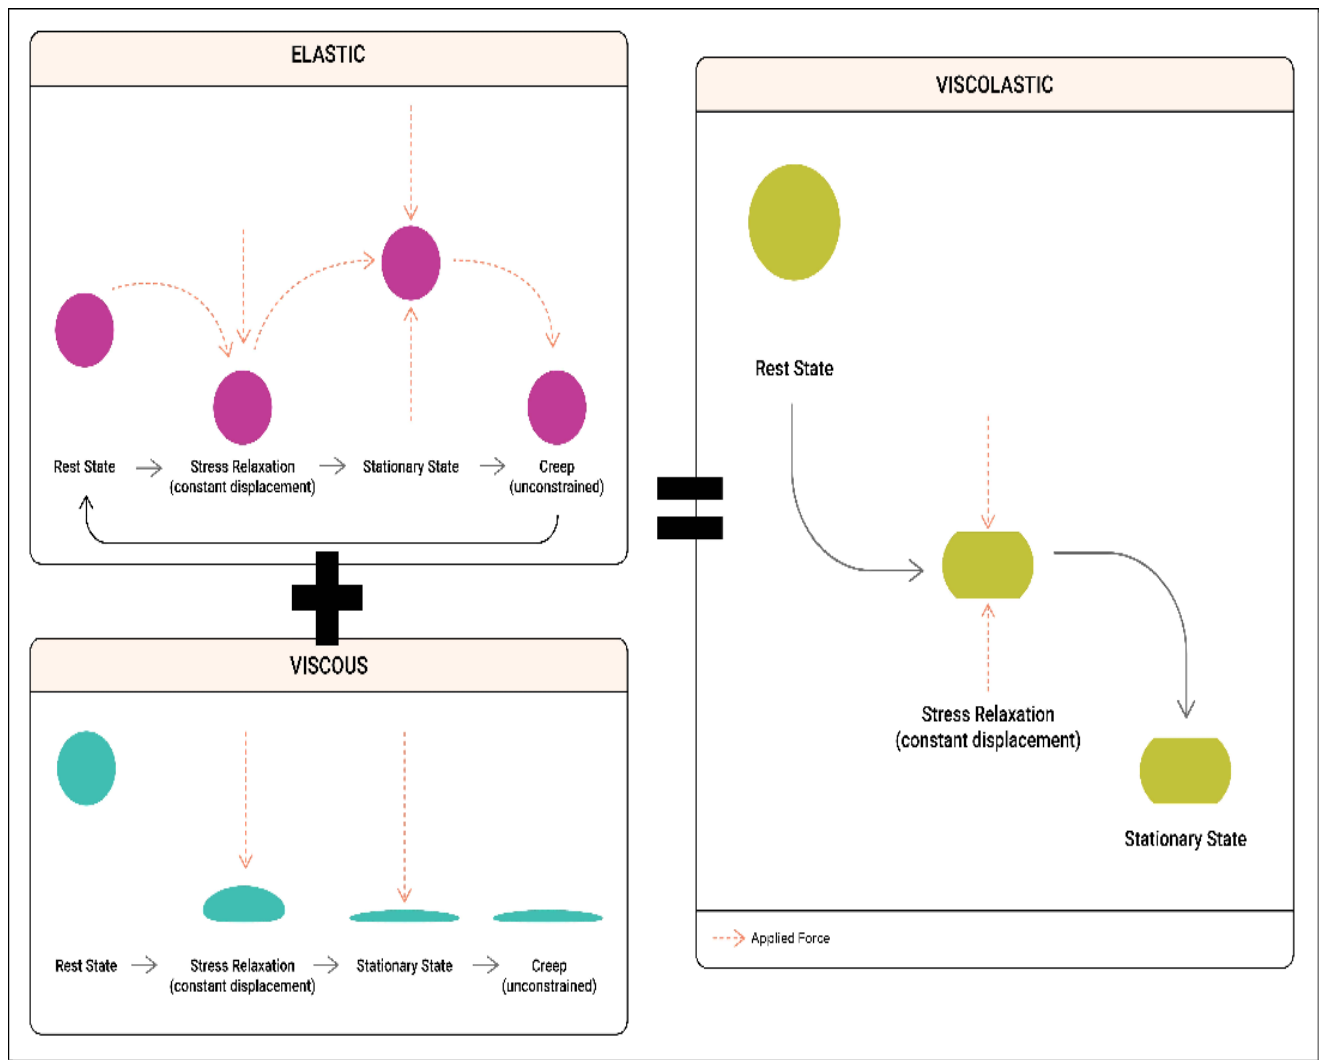 ELASTIC
Rest State
Stress Relaxation
(constant displacement)
Stationary State
Creep
(unconstrained)
VISCOUS
Rest State
Stress Relaxation
(constant displacement)
Stationary State
Creep
(unconstrained)
VISCOLASTIC
Rest State
Stress Relaxation
(constant displacement)
Stationary State
Applied Force